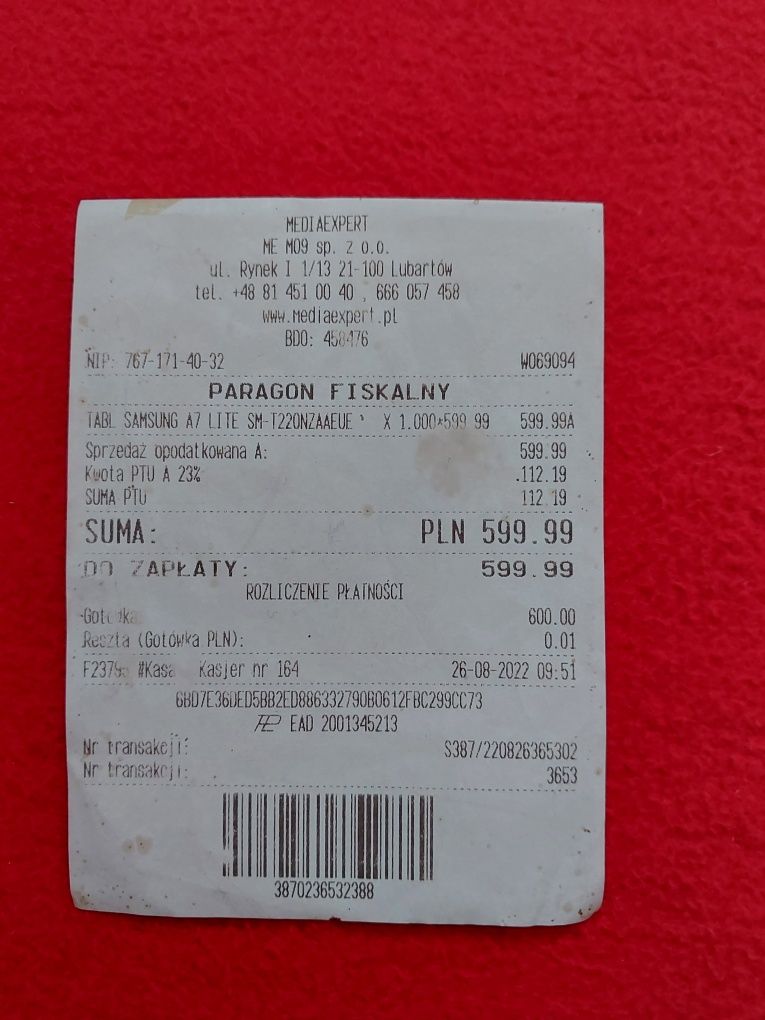 MEDIAEXPERT
ME M09 sp. z o.o.
ul. Rynek I 1/13 21-100 Lubartów
tel. +48 81 451 00 40 , 666 057 458
www.mediaexpert.pl
BDO: 458476
NIP: 767-171-40-32 W069094
PARAGON FISKALNY
TABL SAMSUNG A7 LITE SM-T220NZAAEUE X 1.000*599.99 599.99A
Sprzedaż opodatkowana A: 599.99
Kwota PTU A 23% 112.19
SUMA PTU 112.19
SUMA: PLN 599.99
DO ZAPŁATY: 599.99
ROZLICZENIE PŁATNOŚCI
Gotówka 600.00
Reszta (Gotówka PLN): 0.01
#Kasa Kasjer nr 164 26-08-2022 09:51
6BD7E36DED5BB2ED886332790B0612FBC299CC73
EAD 2001345213
Nr transakcji: S387/220826365302
Nr transakcji: 3653
3870236532388